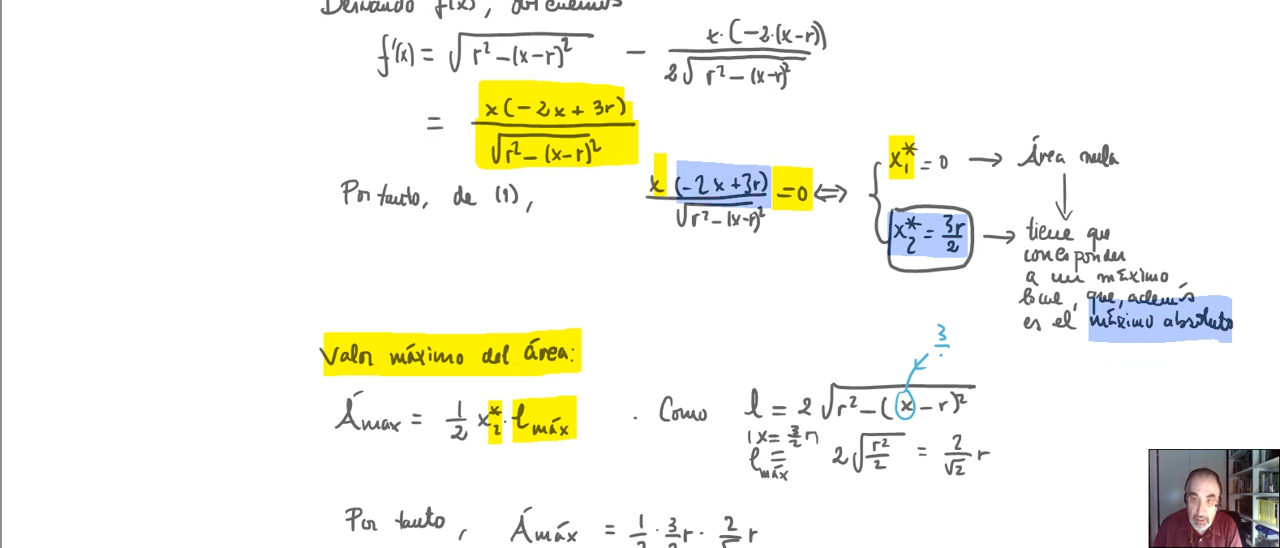 Derivando f(x), obtenemos
f'(x) = √(r² − (x−r)²) − x·(−2·(x−r)) / 2√(r² − (x−r)²)
= x(−2x + 3r) / √(r² − (x−r)²)
Por tanto, de (1), x(−2x+3r) / √(r² − (x−r)²) = 0 ⇔ {
x₁* = 0 → Área nula
↓
x₂* = 3r/2 → tiene que
corresponder
a un máximo
local, que, además
es el máximo absoluto
Valor máximo del área:
3/.
Ámax = 1/2 x₂* · ℓmáx . Como l = 2√(r² − (x − r)²)
| x = 3/2 r
ℓmáx = 2√(r²/2) = 2/√2 r
Por tanto, Ámáx = 1/2 · 3/2 r · 2/√2 r